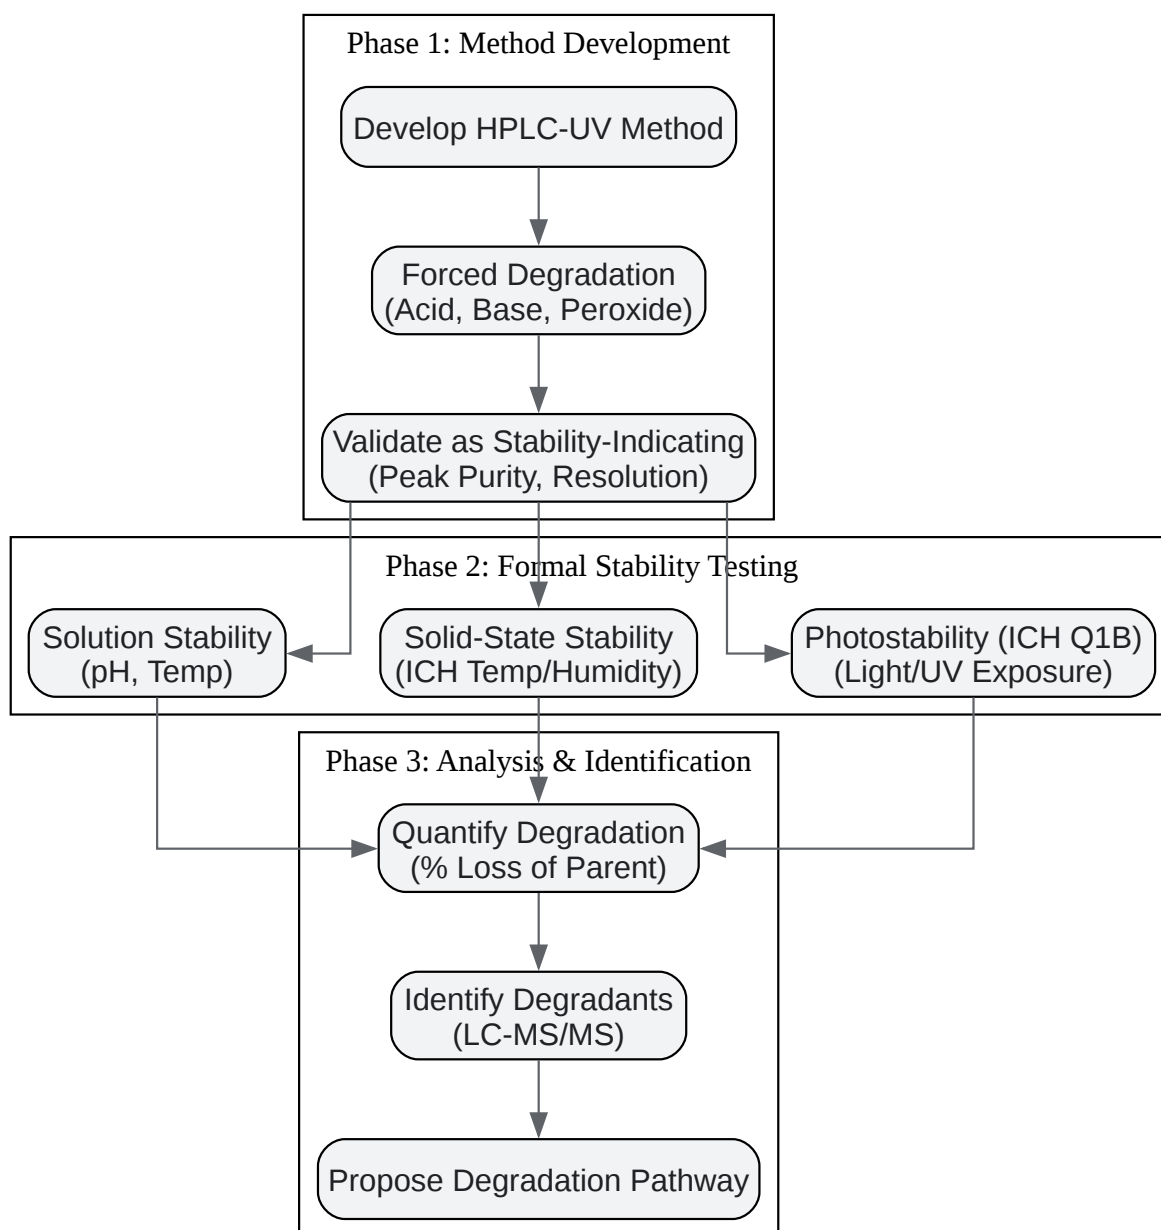 Phase 1: Method Development
Develop HPLC-UV Method
Forced Degradation
(Acid, Base, Peroxide)
Validate as Stability-Indicating
(Peak Purity, Resolution)
Phase 2: Formal Stability Testing
Solution Stability
(pH, Temp)
Solid-State Stability
(ICH Temp/Humidity)
Photostability (ICH Q1B)
(Light/UV Exposure)
Phase 3: Analysis & Identification
Quantify Degradation
(% Loss of Parent)
Identify Degradants
(LC-MS/MS)
Propose Degradation Pathway